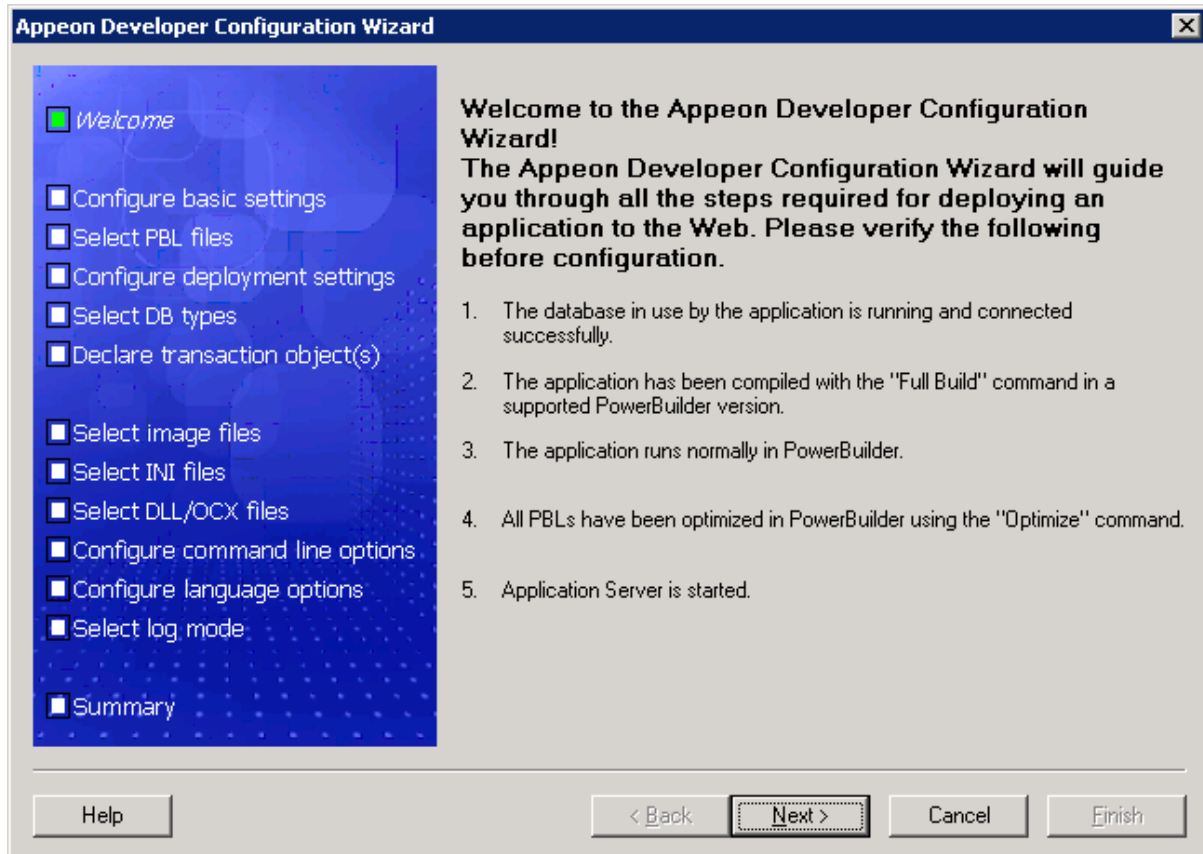 Appeon Developer Configuration Wizard
Welcome
Configure basic settings
Select PBL files
Configure deployment settings
Select DB types
Declare transaction object(s)
Select image files
Select INI files
Select DLL/OCX files
Configure command line options
Configure language options
Select log mode
Summary
Welcome to the Appeon Developer Configuration
Wizard!
The Appeon Developer Configuration Wizard will guide
you through all the steps required for deploying an
application to the Web. Please verify the following
before configuration.
1. The database in use by the application is running and connected
successfully.
2. The application has been compiled with the "Full Build" command in a
supported PowerBuilder version.
3. The application runs normally in PowerBuilder.
4. All PBLs have been optimized in PowerBuilder using the "Optimize" command.
5. Application Server is started.
Help
< Back
Next >
Cancel
Finish